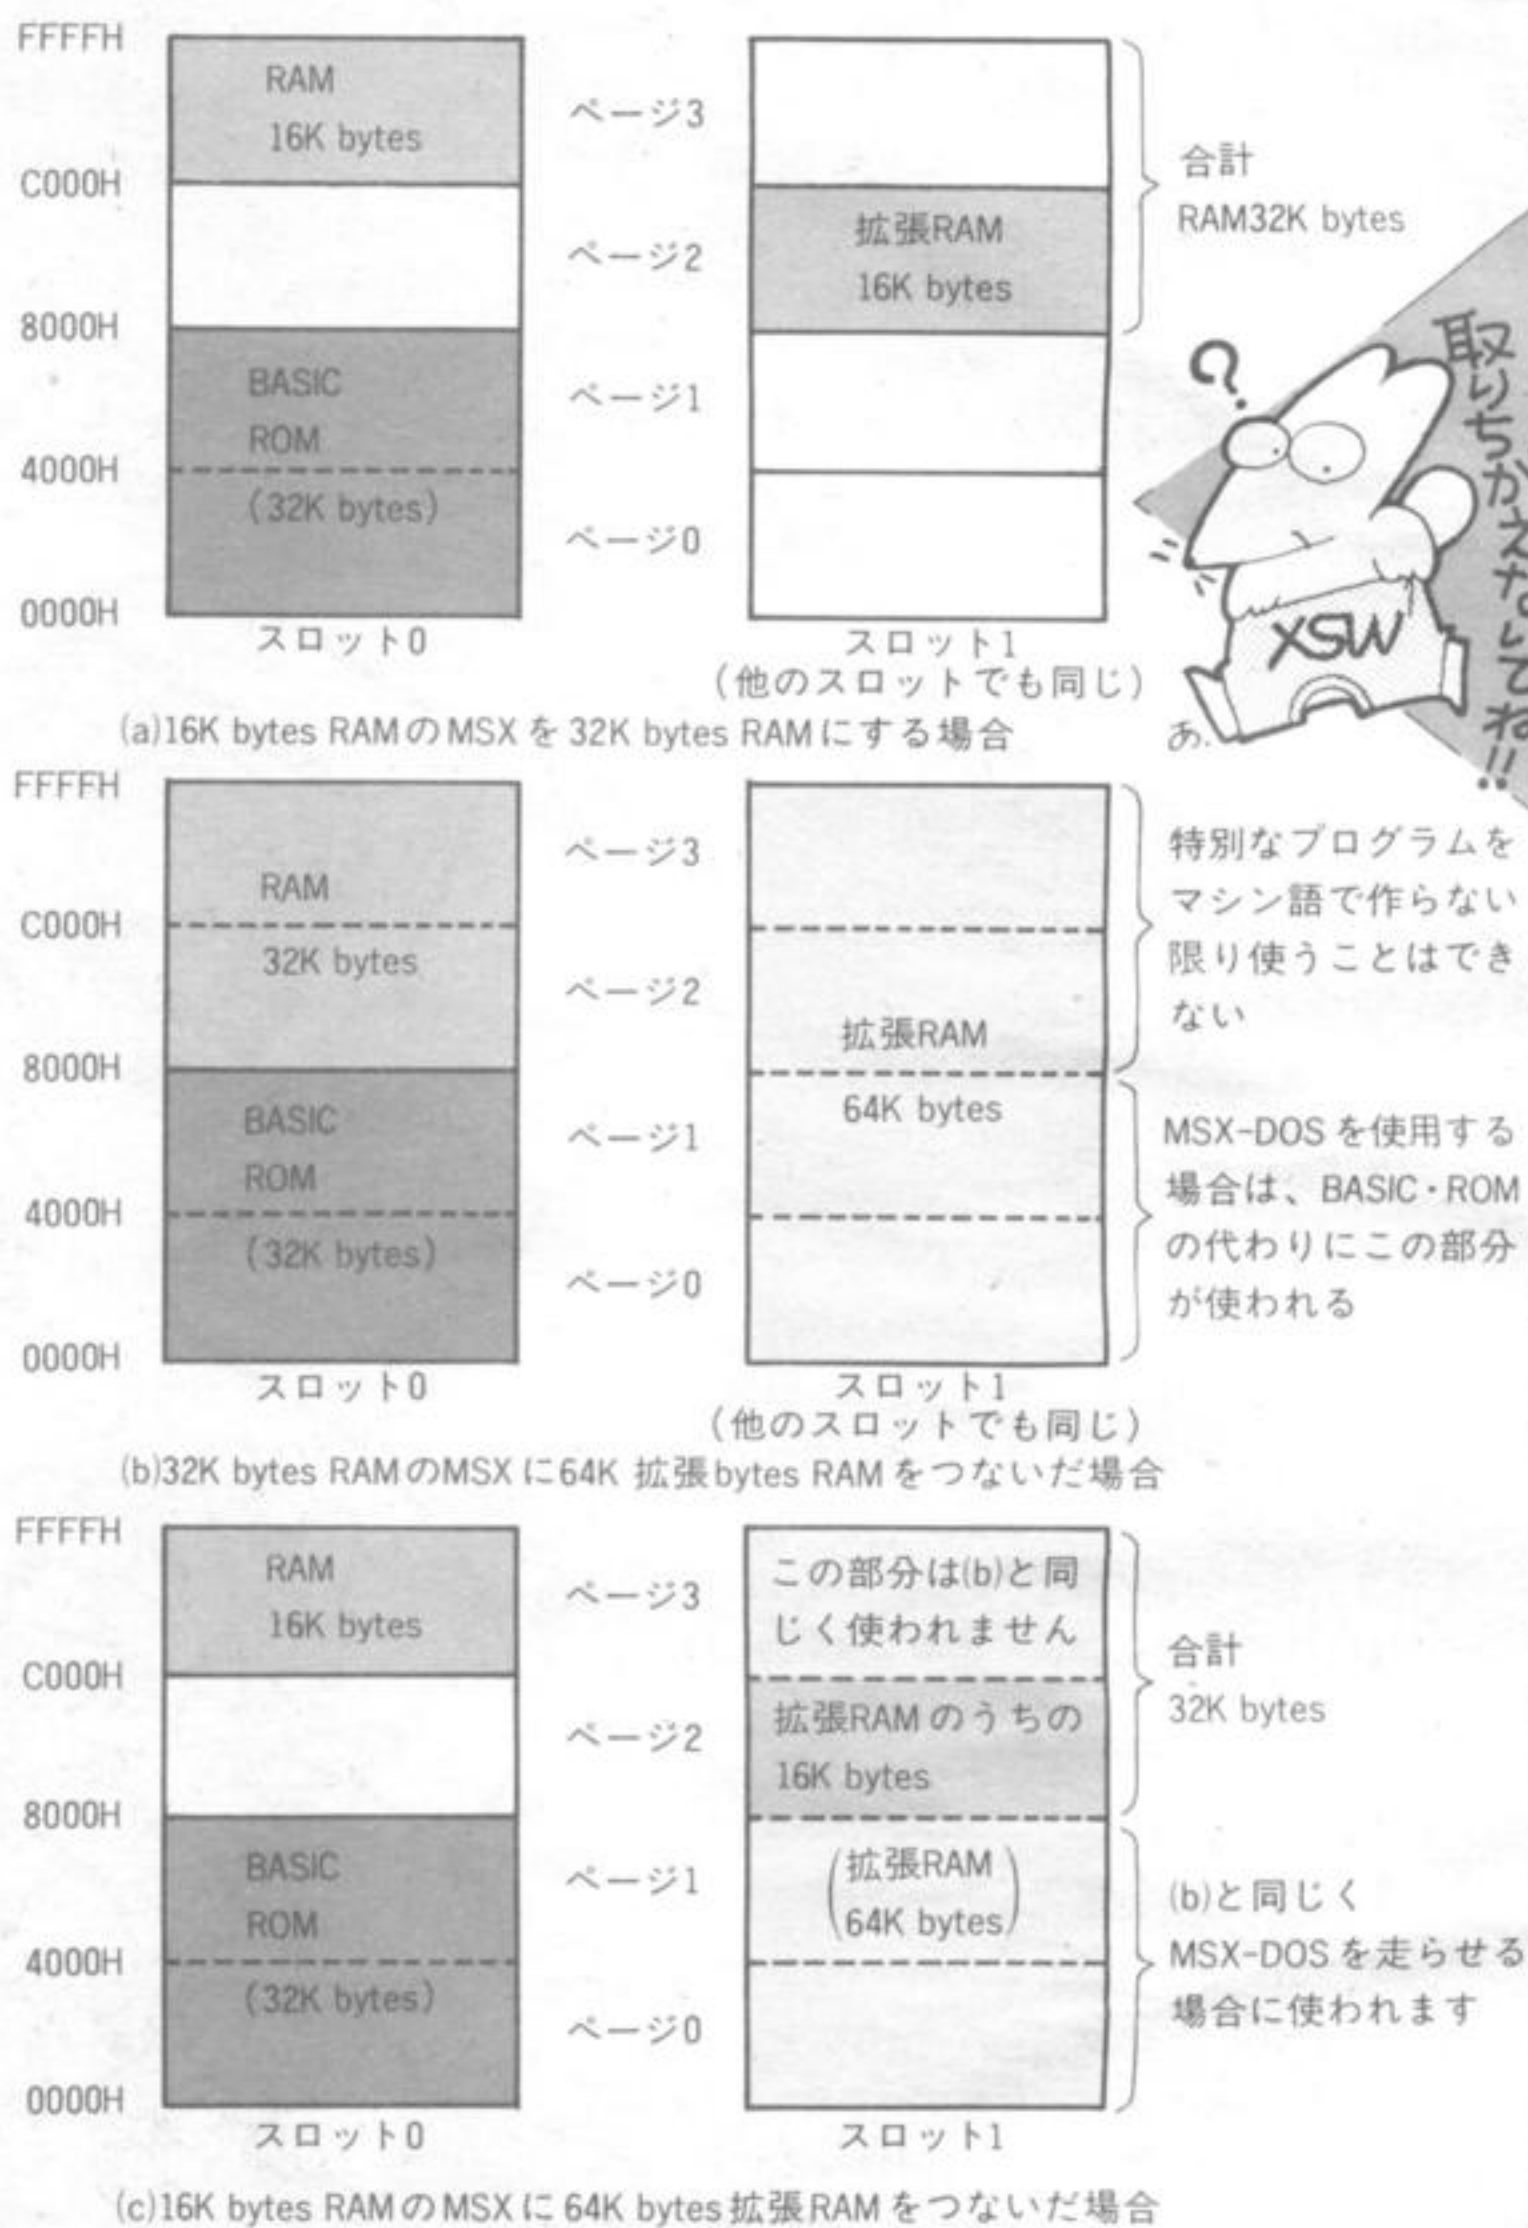 FFFFH
RAM
16K bytes
C000H
8000H
BASIC
ROM
4000H
(32K bytes)
0000H
スロット0
ページ3
ページ2
ページ1
ページ0
拡張RAM
16K bytes
スロット1
(他のスロットでも同じ)
合計
RAM32K bytes
?
取りちがえないでね!!
XSW
あ.
(a)16K bytes RAMのMSXを32K bytes RAMにする場合
FFFFH
RAM
C000H
32K bytes
8000H
BASIC
ROM
4000H
(32K bytes)
0000H
スロット0
ページ3
ページ2
ページ1
ページ0
拡張RAM
64K bytes
スロット1
(他のスロットでも同じ)
特別なプログラムを
マシン語で作らない
限り使うことはでき
ない
MSX-DOSを使用する
場合は、BASIC・ROM
の代わりにこの部分
が使われる
(b)32K bytes RAMのMSXに64K 拡張bytes RAMをつないだ場合
FFFFH
RAM
16K bytes
C000H
8000H
BASIC
ROM
4000H
(32K bytes)
0000H
スロット0
ページ3
ページ2
ページ1
ページ0
この部分は(b)と同
じく使われません
拡張RAMのうちの
16K bytes
(拡張RAM
64K bytes)
スロット1
合計
32K bytes
(b)と同じく
MSX-DOSを走らせる
場合に使われます
(c)16K bytes RAMのMSXに64K bytes拡張RAMをつないだ場合